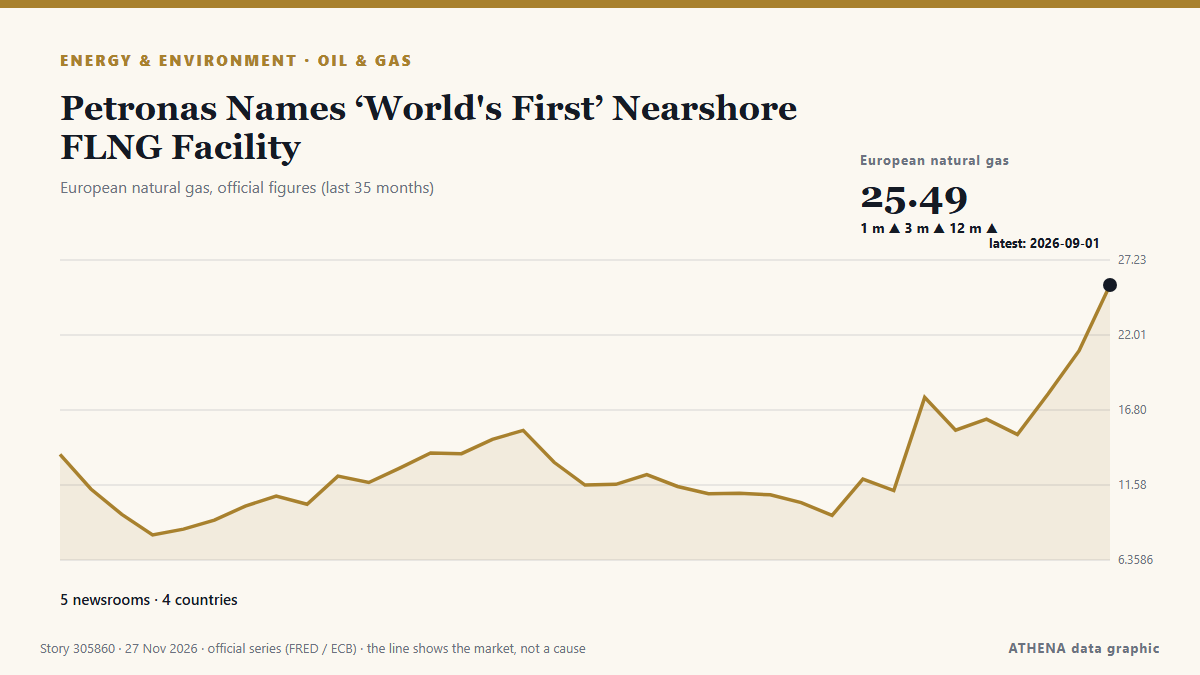 ENERGY & ENVIRONMENT · OIL & GAS
Petronas Names ‘World's First’ Nearshore
FLNG Facility
European natural gas, official figures (last 35 months)
European natural gas
25.49
1 m ▲ 3 m ▲ 12 m ▲
latest: 2026-09-01
27.23
22.01
16.80
11.58
6.3586
5 newsrooms · 4 countries
Story 305860 · 27 Nov 2026 · official series (FRED / ECB) · the line shows the market, not a cause
ATHENA data graphic